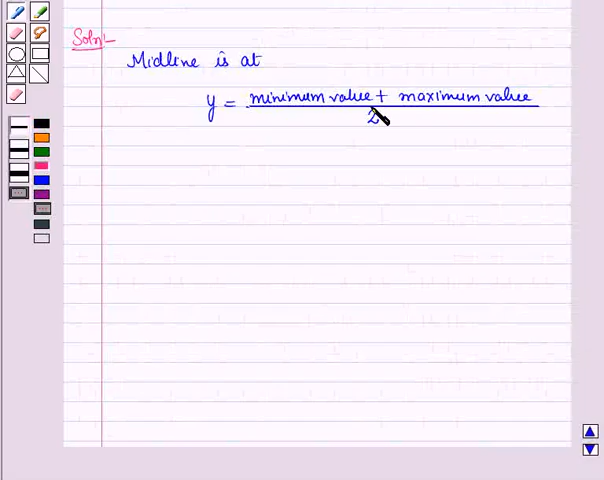 Soln:-
Midline is at
y = minimum value + maximum value
2